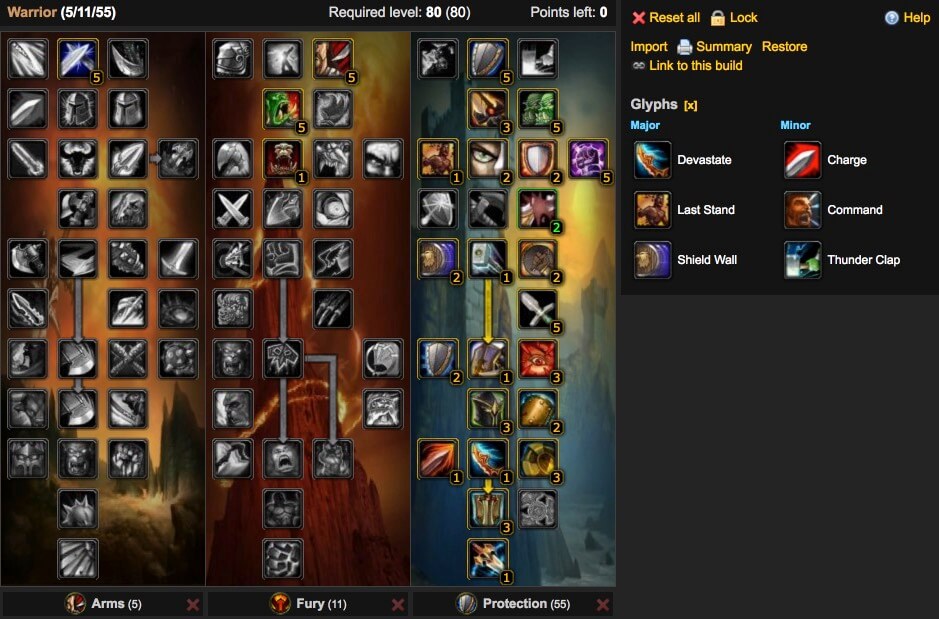 Warrior (5/11/55) Required level: 80 (80) Points left: 0
Reset all Lock Help
Import Summary Restore
Link to this build
Glyphs [x]
Major Minor
Devastate Charge
Last Stand Command
Shield Wall Thunder Clap
5 5 5
5 3 5
1 1 2 2 5
2
2 1 2
5
2 1 3
3 2
1 1 3
3
1
Arms (5) Fury (11) Protection (55)